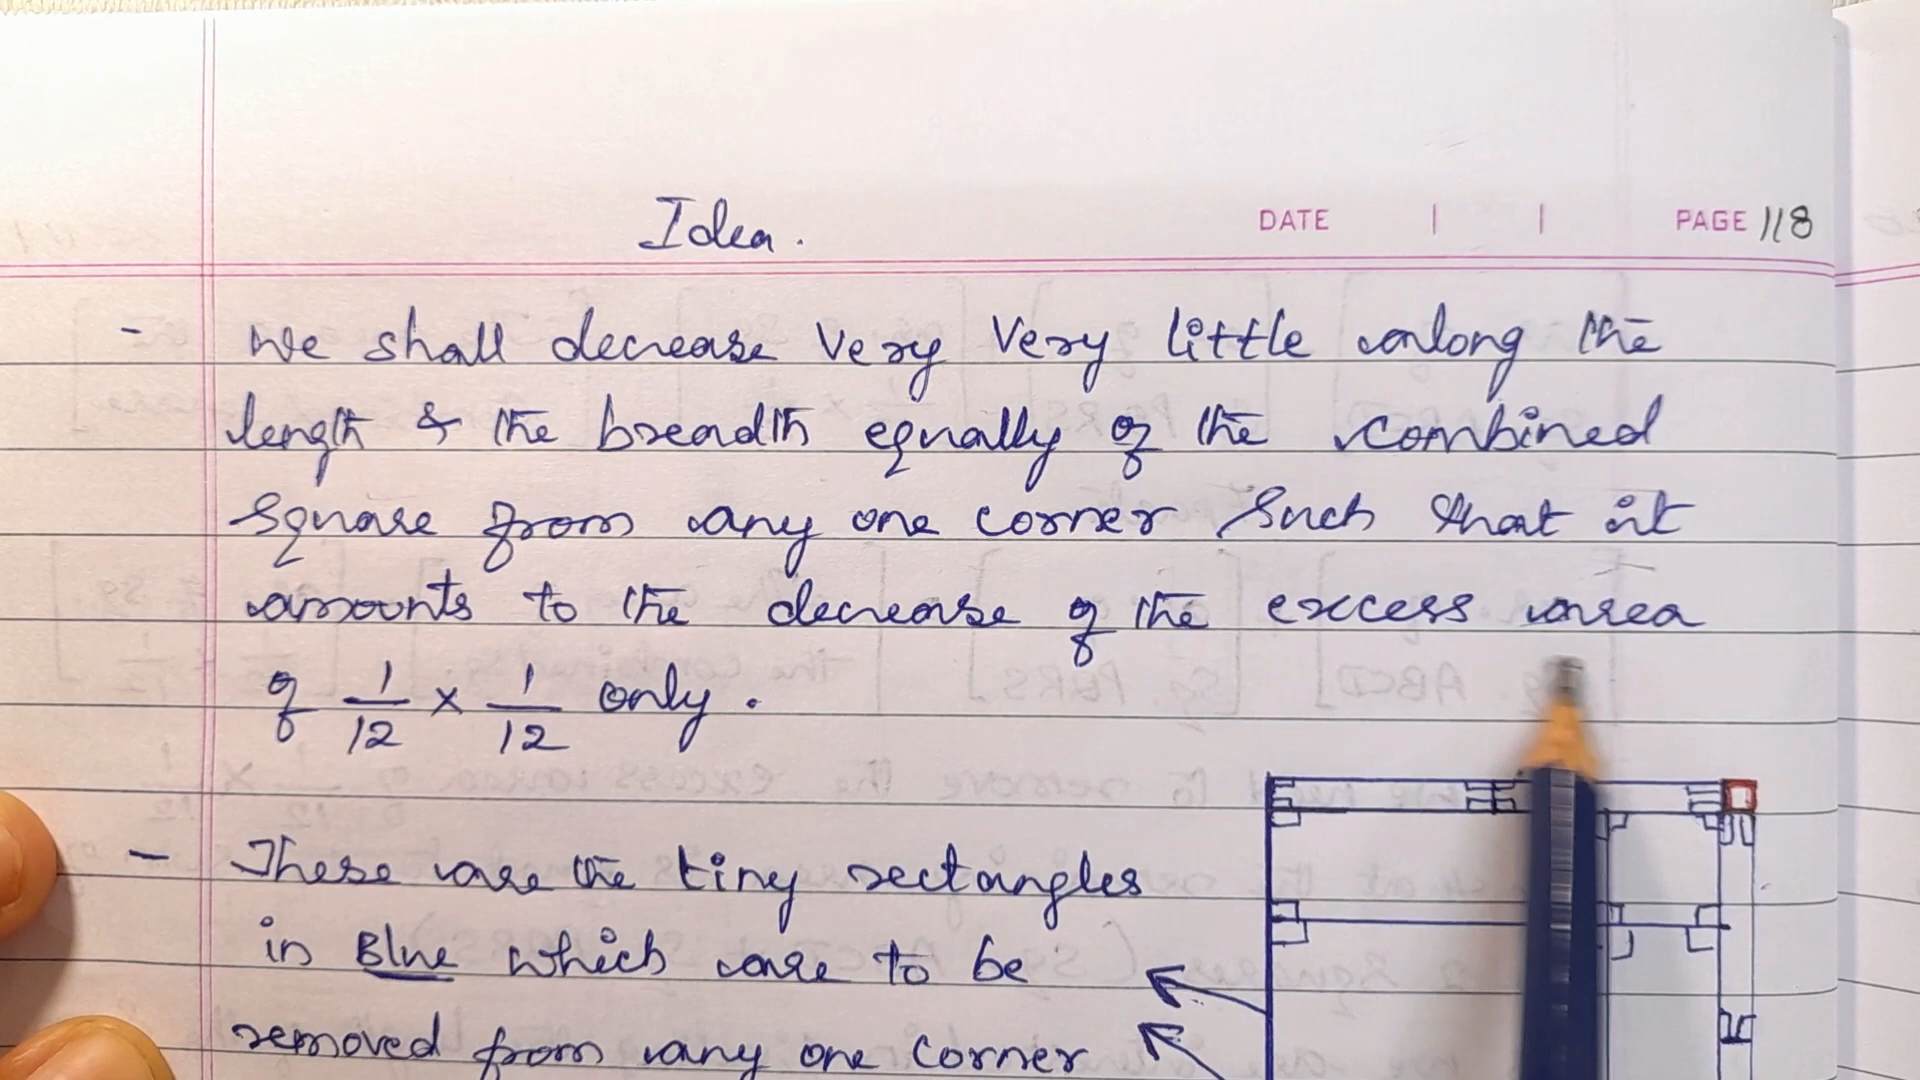 Idea.
DATE | | PAGE 118
- We shall decrease very very little along the
length & the breadth equally of the combined
square from any one corner such that it
amounts to the decrease of the excess area
of 1/12 x 1/12 only.
- These are the tiny rectangles
in Blue which are to be
removed from any one corner